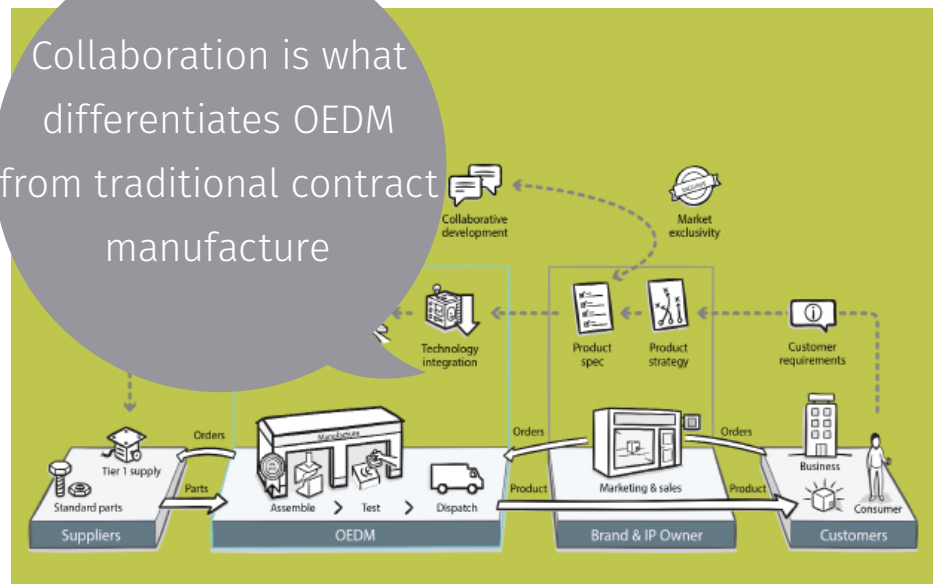 Collaboration is what
differentiates OEDM
from traditional contract
manufacture
Collaborative
development
Market
exclusivity
EXCLUSIVE
Technology
integration
Product
spec
Product
strategy
Customer
requirements
Orders
Manufacture
Orders
Orders
Tier 1 supply
Standard parts
Parts
Assemble > Test > Dispatch
Product
Marketing & sales
Product
Business
Consumer
Suppliers
OEDM
Brand & IP Owner
Customers